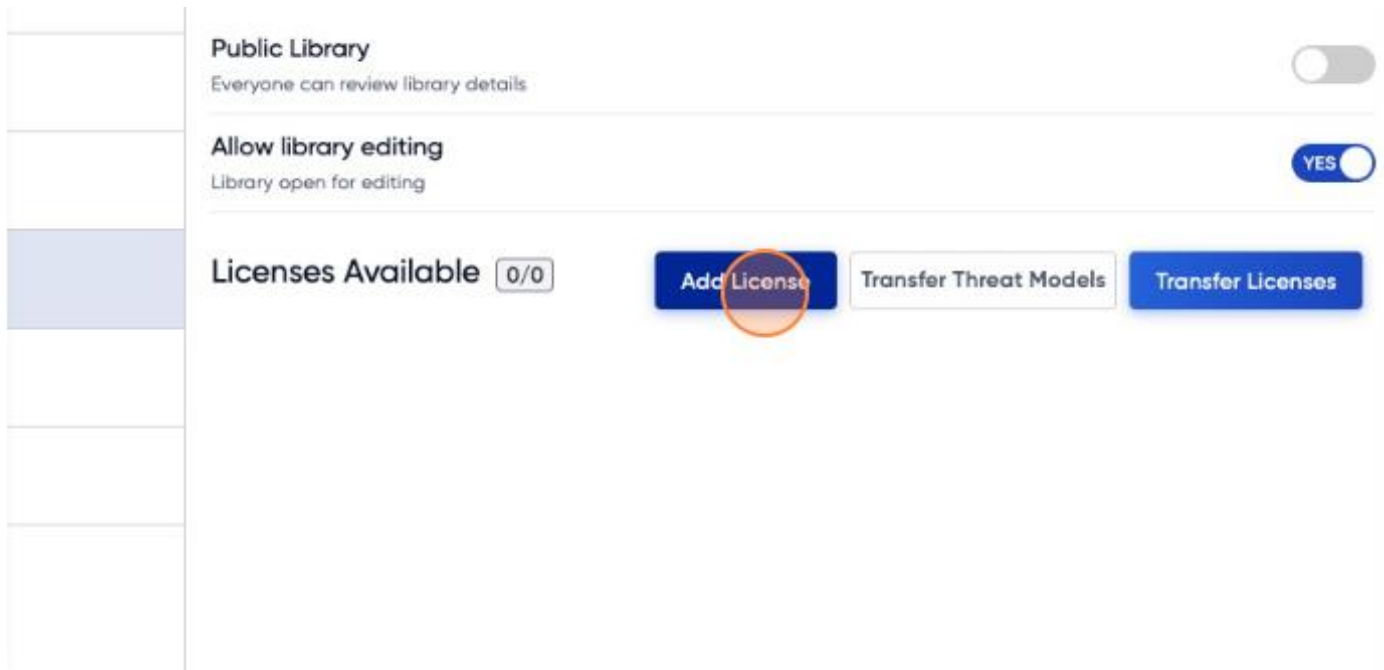 Public Library
Everyone can review library details
Allow library editing
Library open for editing
YES
Licenses Available 0/0
Add License
Transfer Threat Models
Transfer Licenses